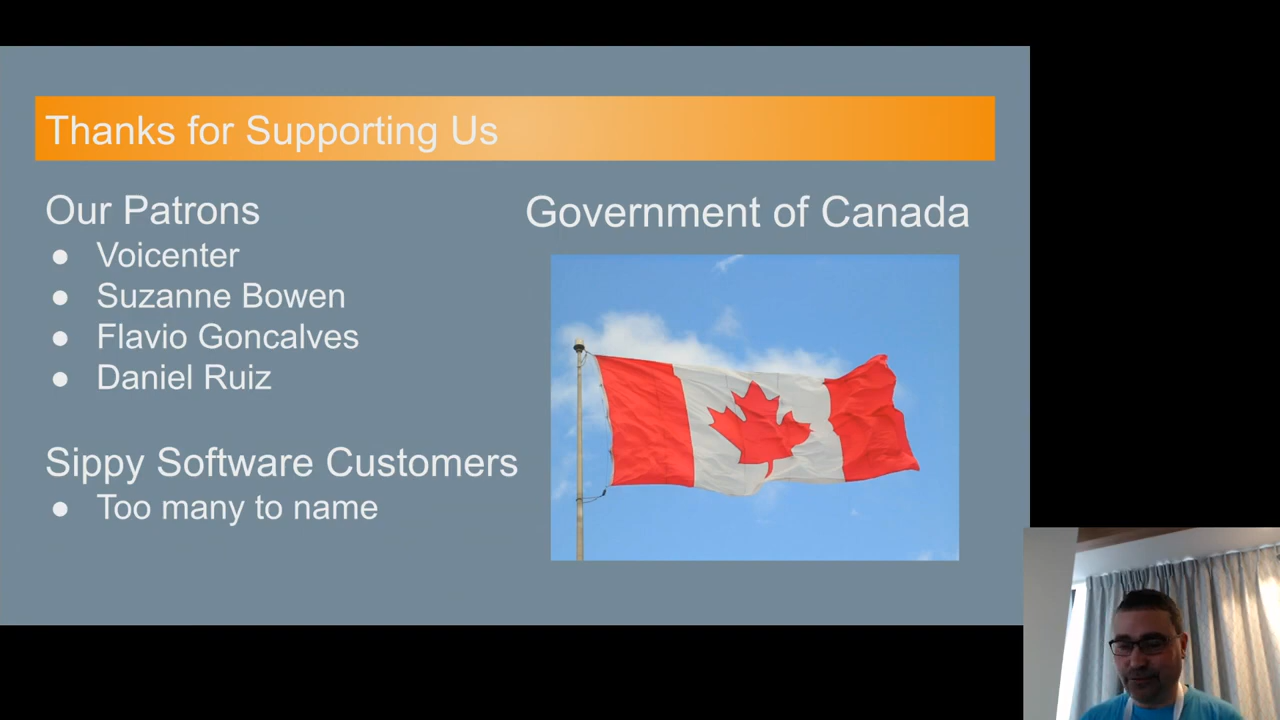 Thanks for Supporting Us
Our Patrons
● Voicenter
● Suzanne Bowen
● Flavio Goncalves
● Daniel Ruiz
Sippy Software Customers
● Too many to name
Government of Canada